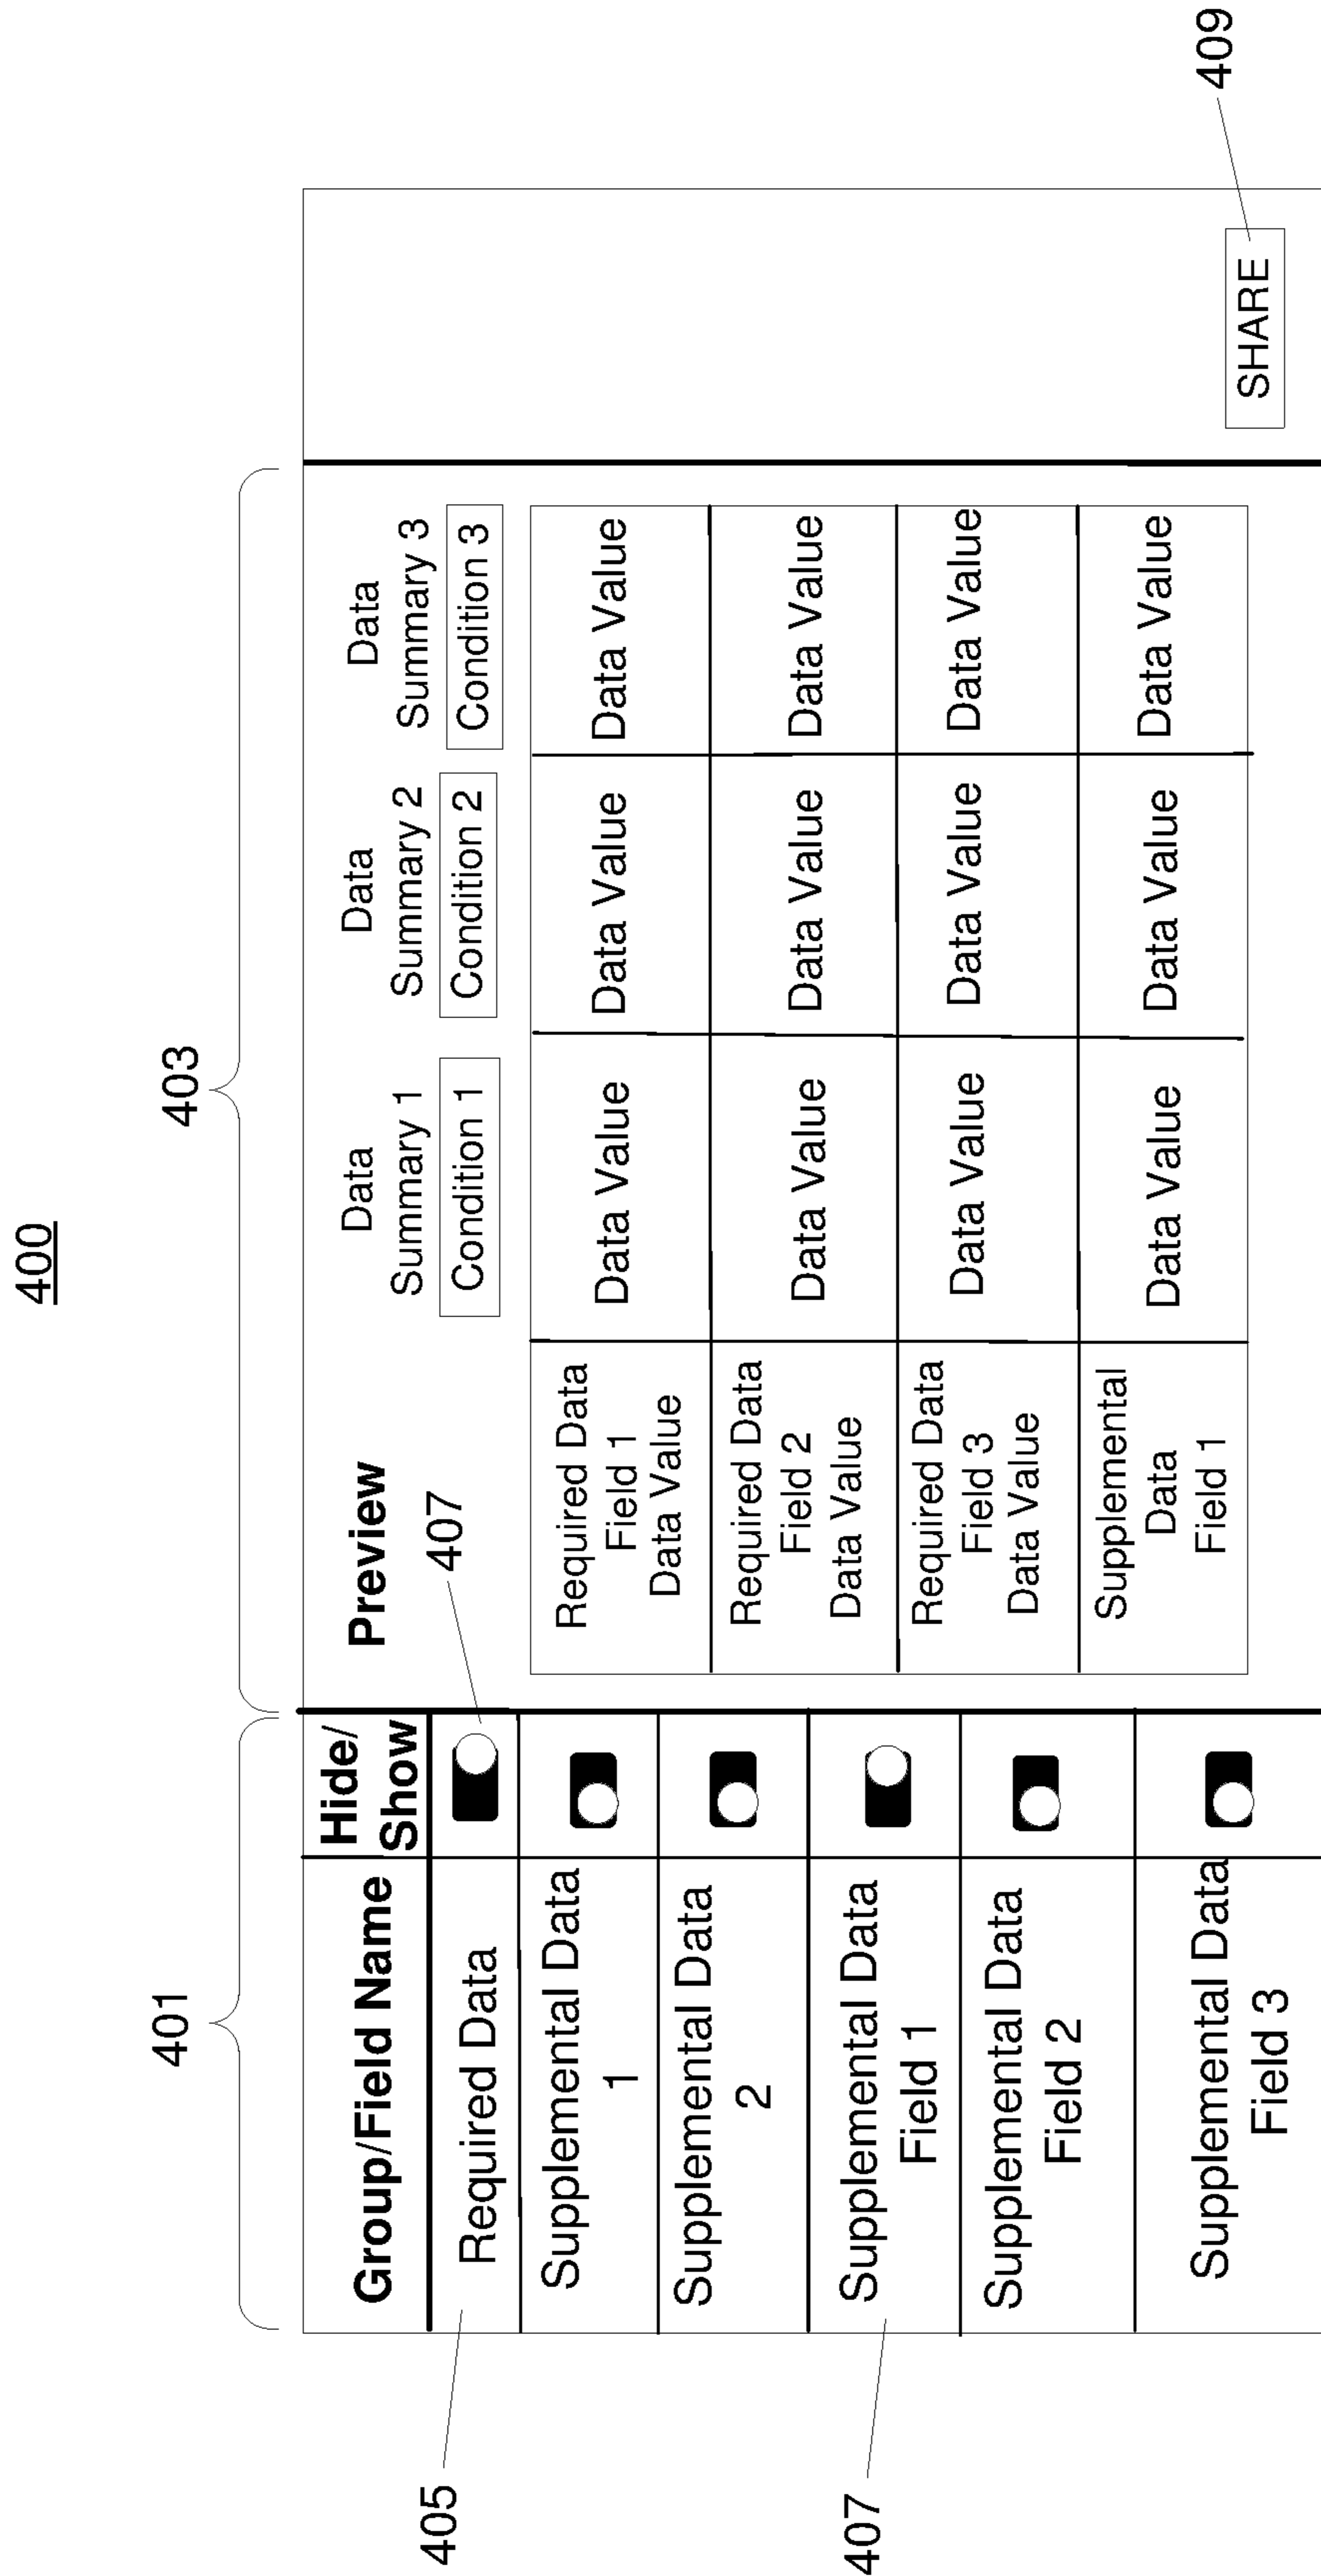 400
401
403
Group/Field Name
Hide/
Show
Required Data
Supplemental Data
1
Supplemental Data
2
Supplemental Data
Field 1
Supplemental Data
Field 2
Supplemental Data
Field 3
405
407
Preview
407
Data
Summary 1
Condition 1
Data
Summary 2
Condition 2
Data
Summary 3
Condition 3
Required Data
Field 1
Data Value
Data Value
Data Value
Data Value
Required Data
Field 2
Data Value
Data Value
Data Value
Data Value
Required Data
Field 3
Data Value
Data Value
Data Value
Data Value
Supplemental
Data
Field 1
Data Value
Data Value
Data Value
SHARE
409